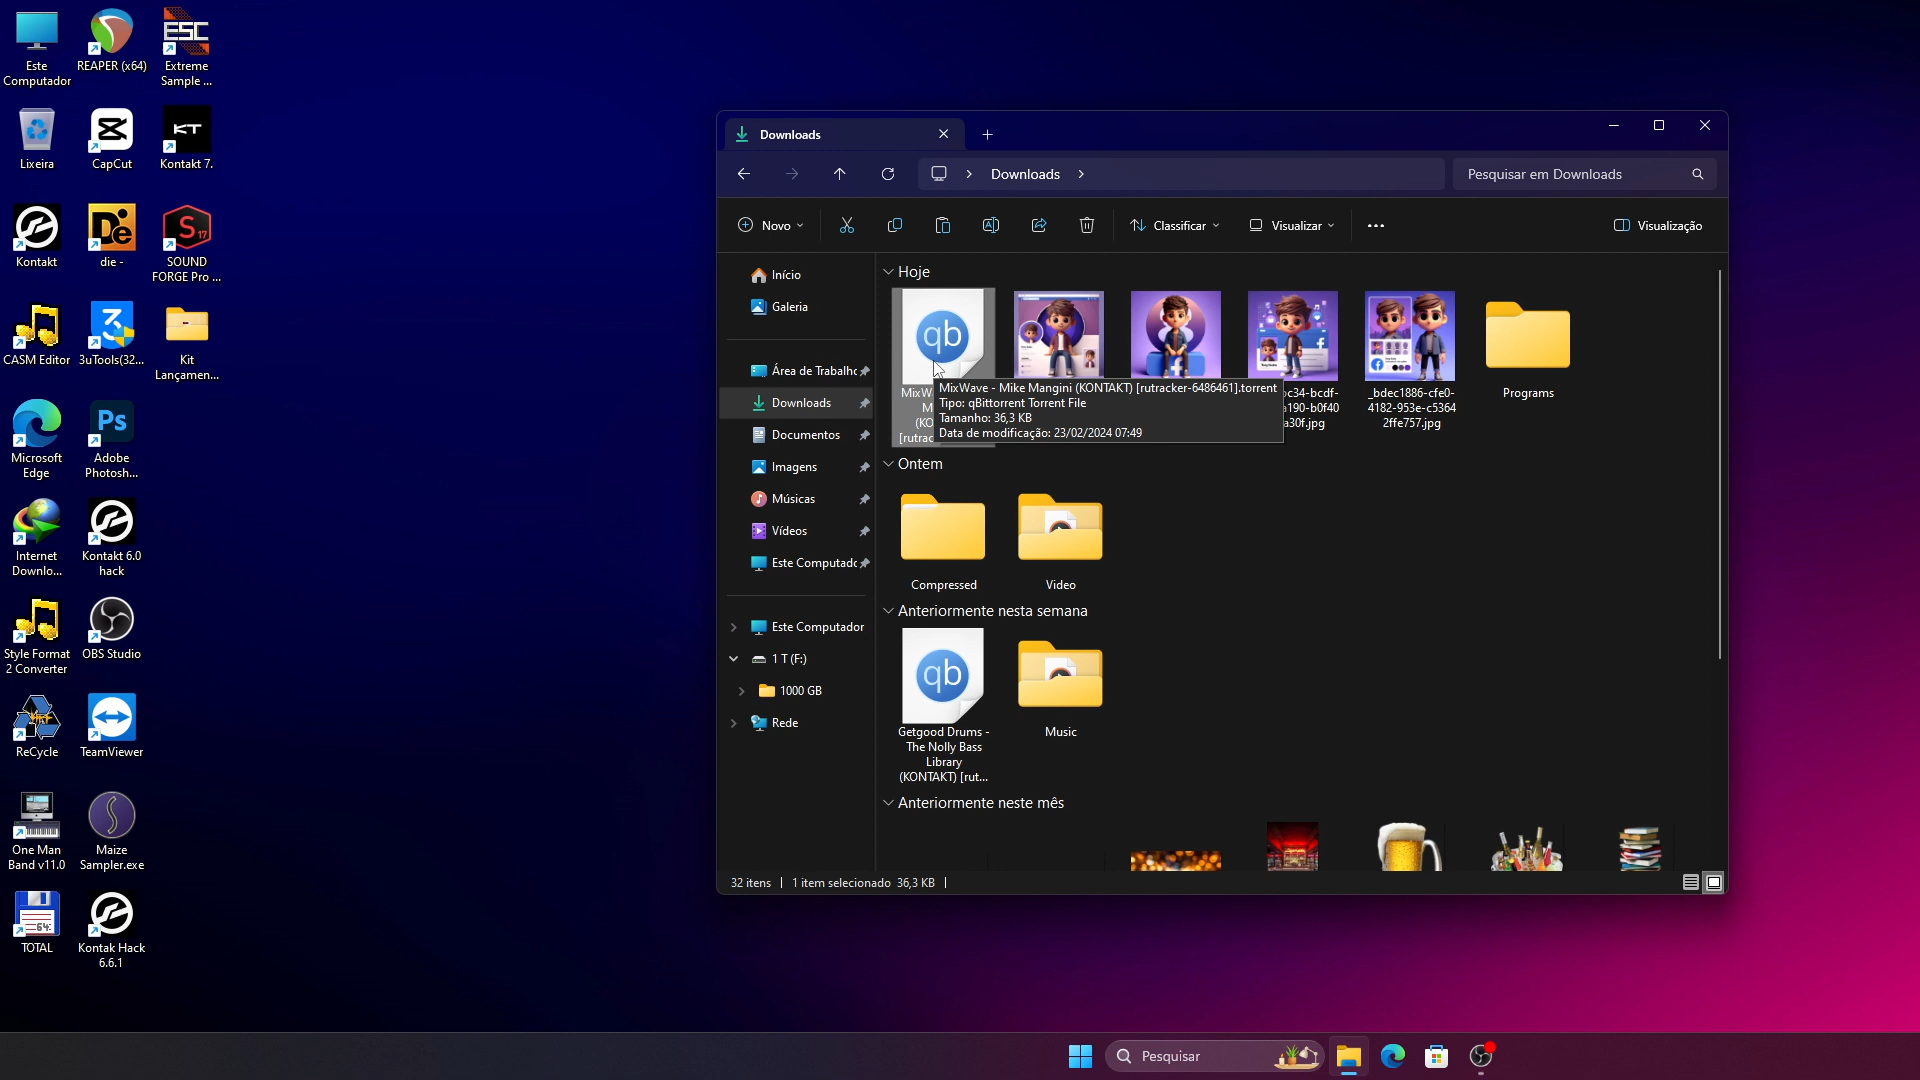 Este
Computador
REAPER (x64)
ESC
Extreme
Sample ...
Lixeira
CapCut
KT
Kontakt 7.
Kontakt
De
die -
S
17
SOUND
FORGE Pro ...
CASM Editor
3uTools(32...
Kit
Lançamen...
Microsoft
Edge
Ps
Adobe
Photosh...
Internet
Downlo...
Kontakt 6.0
hack
Style Format
2 Converter
OBS Studio
ReCycle
TeamViewer
One Man
Band v11.0
Maize
Sampler.exe
64
TOTAL
Kontak Hack
6.6.1
Downloads
Downloads
Pesquisar em Downloads
Novo
Classificar
Visualizar
Visualização
Início
Galeria
Área de Trabalho
Downloads
Documentos
Imagens
Músicas
Vídeos
Este Computado
Este Computador
1 T (F:)
1000 GB
Rede
Hoje
qb
MixW
M
(KO
[rutrac
MixWave - Mike Mangini (KONTAKT) [rutracker-6486461].torrent
Tipo: qBittorrent Torrent File
Tamanho: 36,3 KB
Data de modificação: 23/02/2024 07:49
c34-bcdf-
190-b0f40
a30f.jpg
_bdec1886-cfe0-
4182-953e-c5364
2ffe757.jpg
Programs
Ontem
Compressed
Video
Anteriormente nesta semana
qb
Getgood Drums -
The Nolly Bass
Library
(KONTAKT) [rut...
Music
Anteriormente neste mês
32 itens
1 item selecionado 36,3 KB
Pesquisar